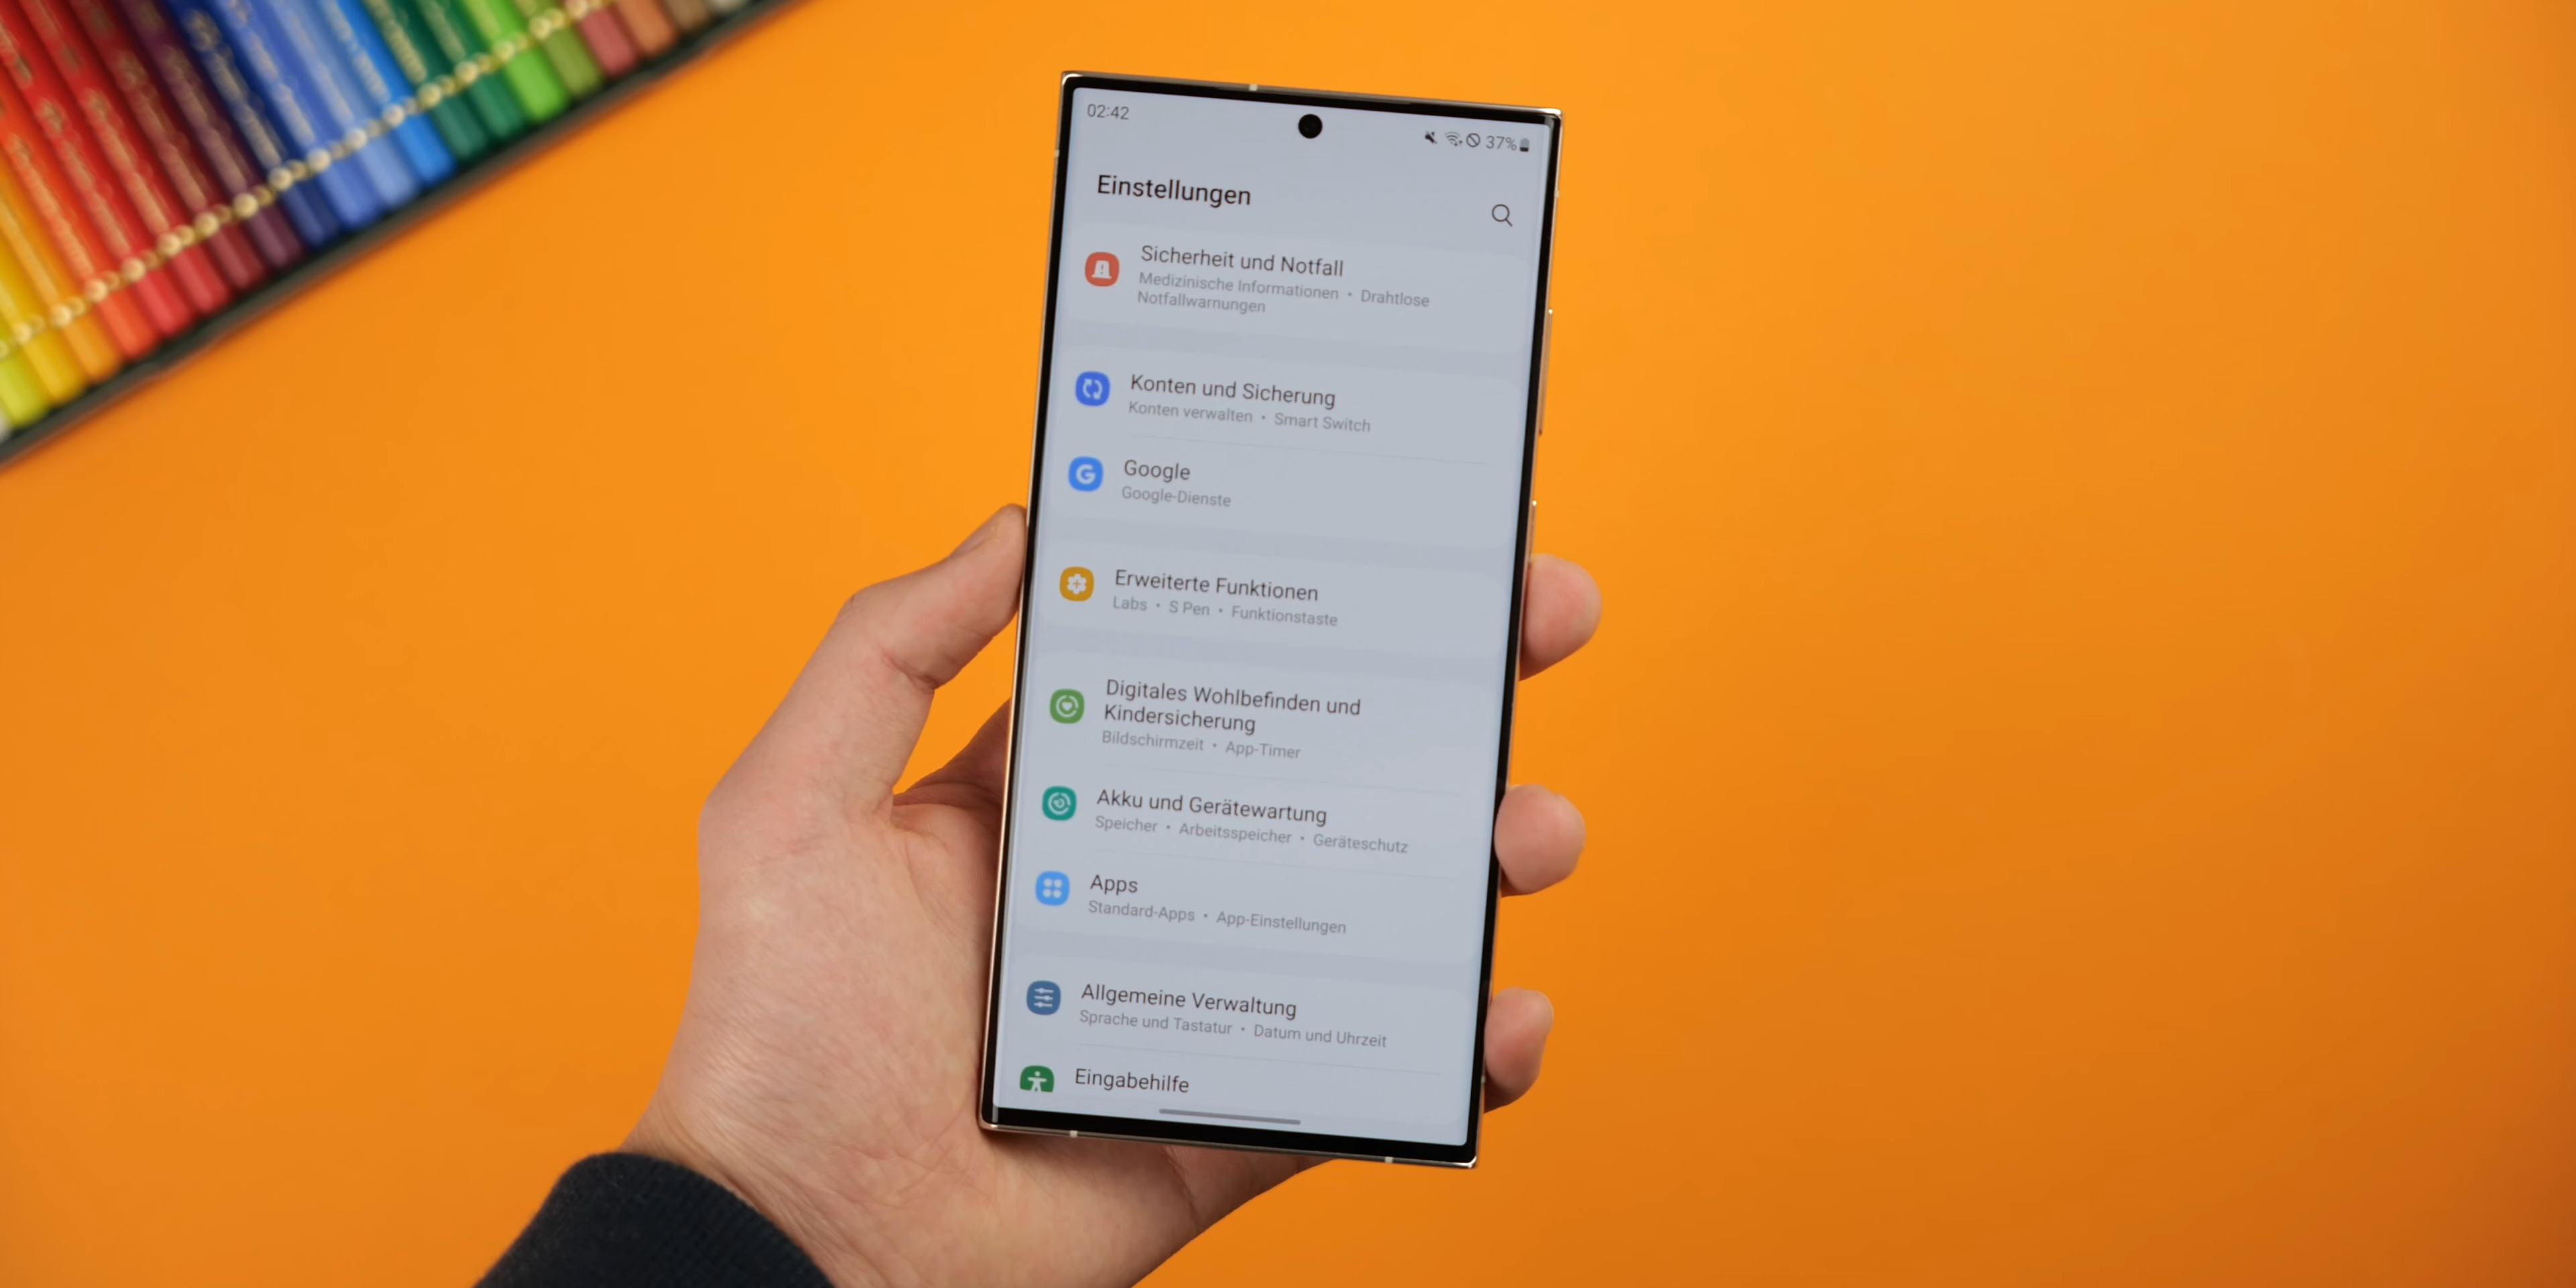 02:42
37%
Einstellungen
Sicherheit und Notfall
Medizinische Informationen • Drahtlose
Notfallwarnungen
Konten und Sicherung
Konten verwalten • Smart Switch
Google
Google-Dienste
Erweiterte Funktionen
Labs • S Pen • Funktionstaste
Digitales Wohlbefinden und
Kindersicherung
Bildschirmzeit • App-Timer
Akku und Gerätewartung
Speicher • Arbeitsspeicher • Geräteschutz
Apps
Standard-Apps • App-Einstellungen
Allgemeine Verwaltung
Sprache und Tastatur • Datum und Uhrzeit
Eingabehilfe